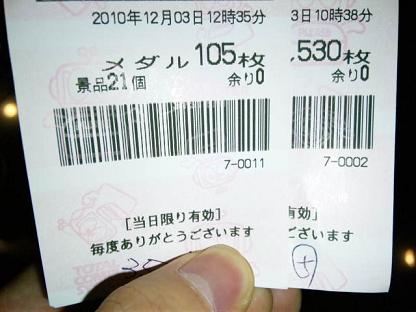 2010年12月03日12時35分
メダル105枚
景品21個 余り0
7-0011
[当日限り有効]
毎度ありがとうございます
3日10時38分
,530枚
余り0
7-0002
有効]
ございます